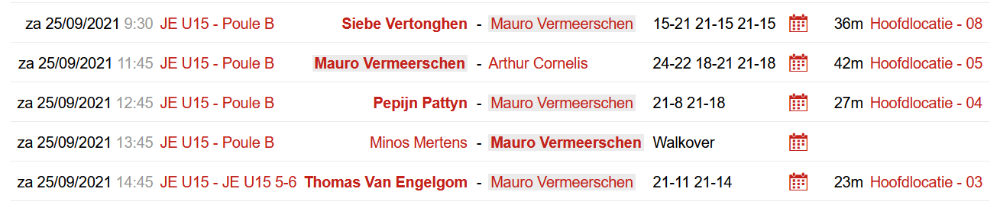 za 25/09/2021 9:30 JE U15 - Poule B Siebe Vertonghen - Mauro Vermeerschen 15-21 21-15 21-15 36m Hoofdlocatie - 08
za 25/09/2021 11:45 JE U15 - Poule B Mauro Vermeerschen - Arthur Cornelis 24-22 18-21 21-18 42m Hoofdlocatie - 05
za 25/09/2021 12:45 JE U15 - Poule B Pepijn Pattyn - Mauro Vermeerschen 21-8 21-18 27m Hoofdlocatie - 04
za 25/09/2021 13:45 JE U15 - Poule B Minos Mertens - Mauro Vermeerschen Walkover
za 25/09/2021 14:45 JE U15 - JE U15 5-6 Thomas Van Engelgom - Mauro Vermeerschen 21-11 21-14 23m Hoofdlocatie - 03